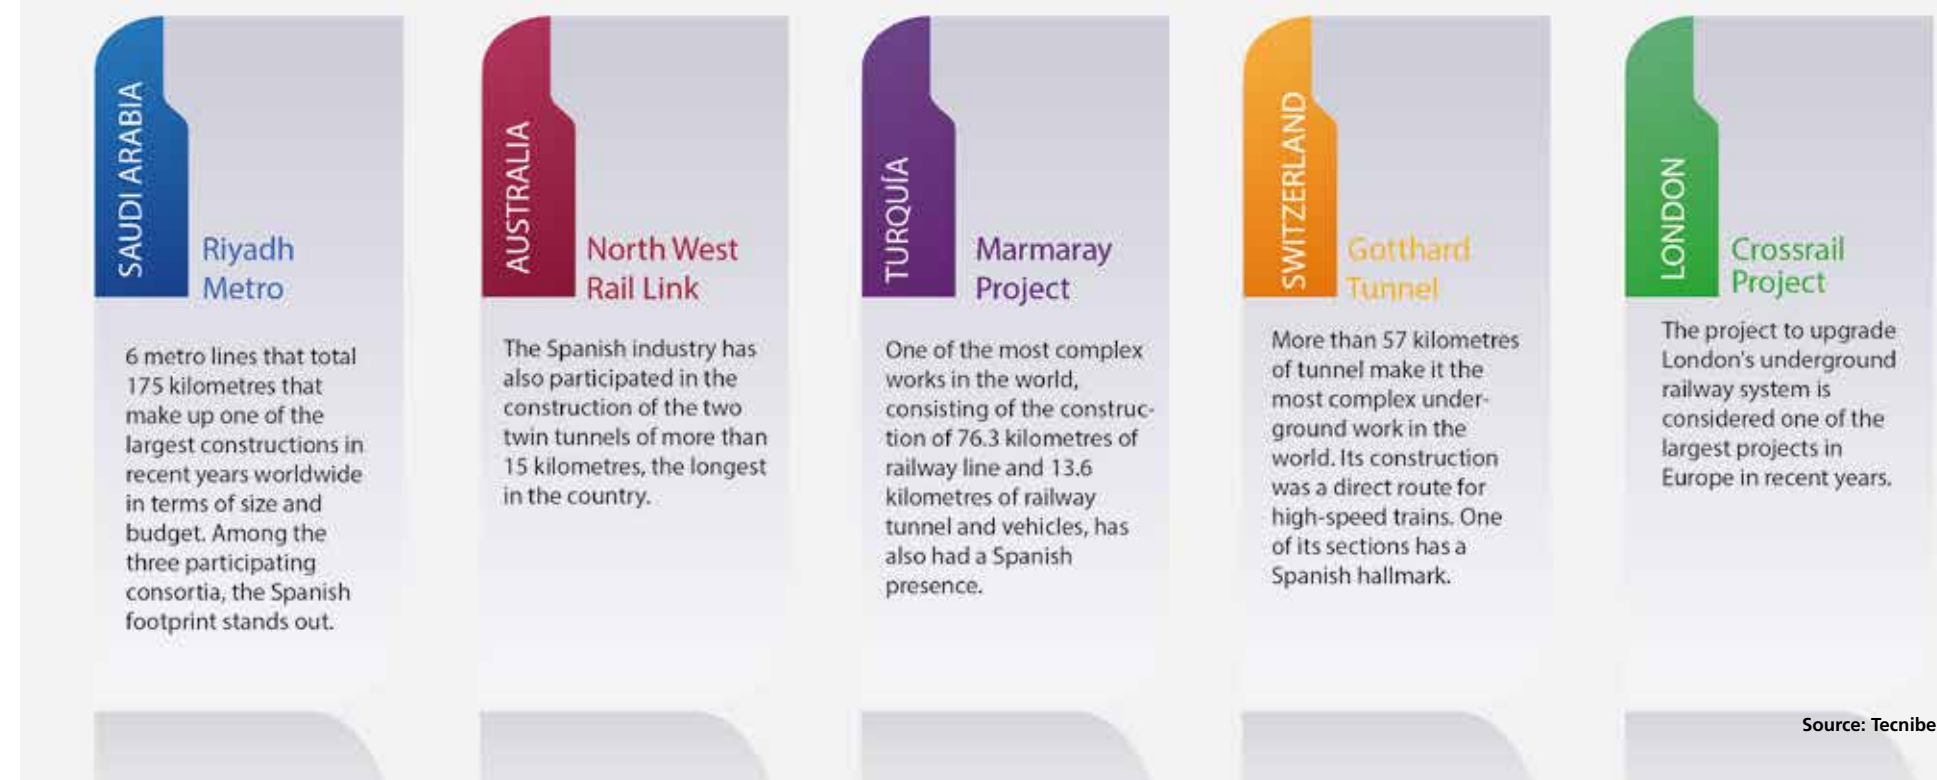 SAUDI ARABIA
Riyadh
Metro
6 metro lines that total
175 kilometres that
make up one of the
largest constructions in
recent years worldwide
in terms of size and
budget. Among the
three participating
consortia, the Spanish
footprint stands out.
AUSTRALIA
North West
Rail Link
The Spanish industry has
also participated in the
construction of the two
twin tunnels of more than
15 kilometres, the longest
in the country.
TURQUÍA
Marmaray
Project
One of the most complex
works in the world,
consisting of the construc-
tion of 76.3 kilometres of
railway line and 13.6
kilometres of railway
tunnel and vehicles, has
also had a Spanish
presence.
SWITZERLAND
Gotthard
Tunnel
More than 57 kilometres
of tunnel make it the
most complex under-
ground work in the
world. Its construction
was a direct route for
high-speed trains. One
of its sections has a
Spanish hallmark.
LONDON
Crossrail
Project
The project to upgrade
London's underground
railway system is
considered one of the
largest projects in
Europe in recent years.
Source: Tecnibe